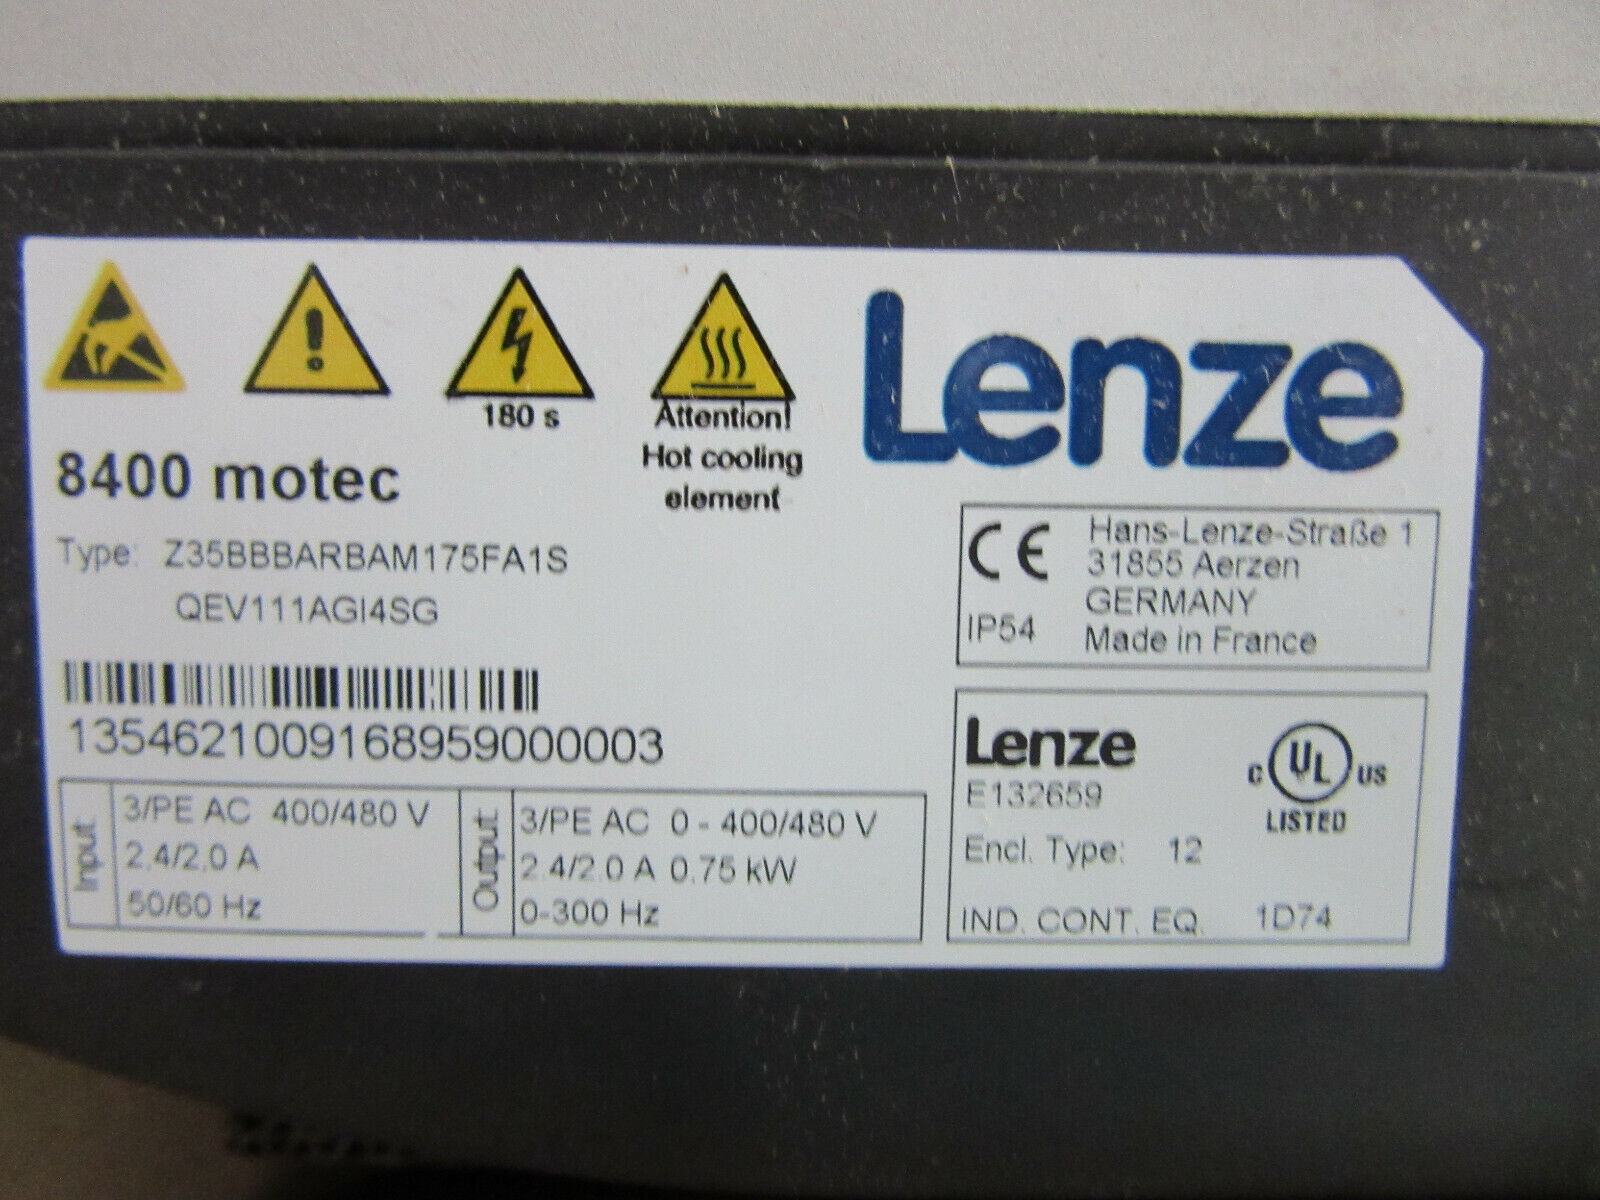 180 s
Attention!
Hot cooling
element
Lenze
8400 motec
Type: Z35BBBARBAM175FA1S
QEV111AGI4SG
1354621009168959000003
Input:
3/PE AC 400/480 V
2.4/2.0 A
50/60 Hz
Output:
3/PE AC 0 - 400/480 V
2.4/2.0 A 0.75 kW
0-300 Hz
CE
IP54
Hans-Lenze-Straße 1
31855 Aerzen
GERMANY
Made in France
Lenze
E132659
C UL US
LISTED
Encl. Type: 12
IND. CONT. EQ. 1D74